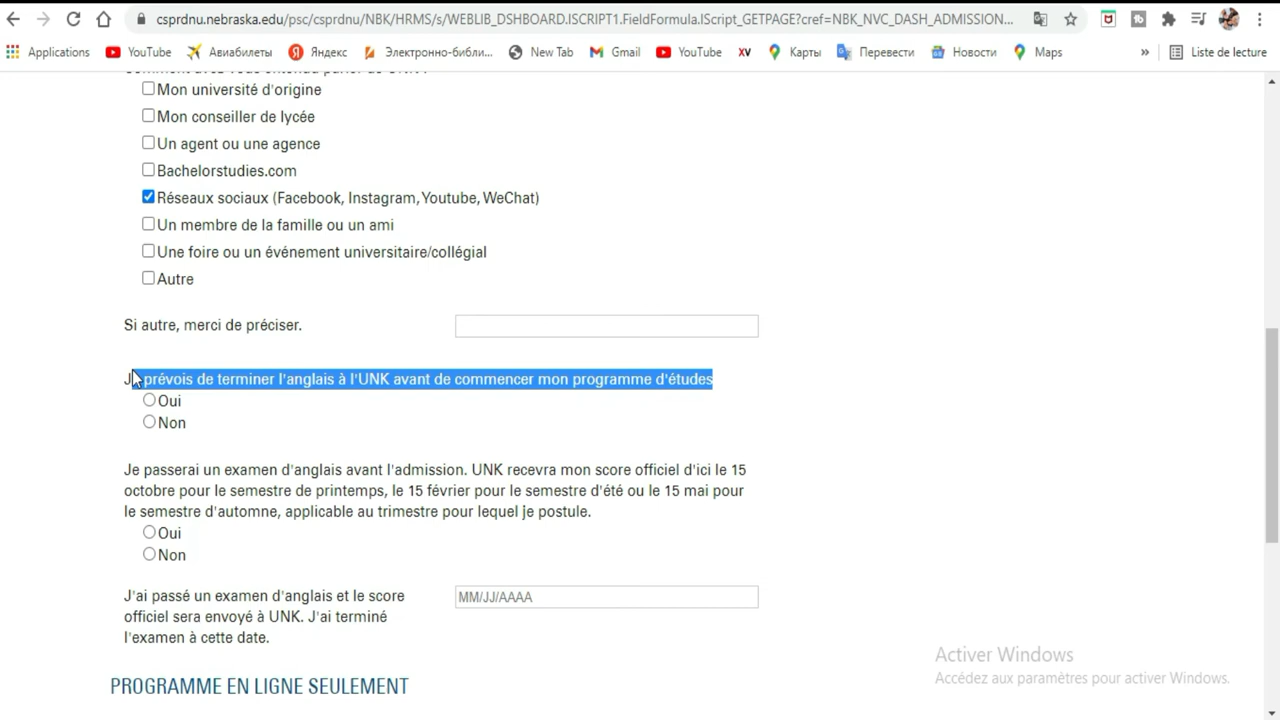 csprdnu.nebraska.edu/psc/csprdnu/NBK/HRMS/s/WEBLIB_DSHBOARD.ISCRIPT1.FieldFormula.IScript_GETPAGE?cref=NBK_NVC_DASH_ADMISSION...
Applications YouTube Авиабилеты Яндекс Электронно-библи... New Tab Gmail YouTube XV Карты Перевести Новости Maps » Liste de lecture
Mon université d'origine
Mon conseiller de lycée
Un agent ou une agence
Bachelorstudies.com
Réseaux sociaux (Facebook, Instagram, Youtube, WeChat)
Un membre de la famille ou un ami
Une foire ou un événement universitaire/collégial
Autre
Si autre, merci de préciser.
prévois de terminer l'anglais à l'UNK avant de commencer mon programme d'études
Oui
Non
Je passerai un examen d'anglais avant l'admission. UNK recevra mon score officiel d'ici le 15
octobre pour le semestre de printemps, le 15 février pour le semestre d'été ou le 15 mai pour
le semestre d'automne, applicable au trimestre pour lequel je postule.
Oui
Non
J'ai passé un examen d'anglais et le score
officiel sera envoyé à UNK. J'ai terminé
l'examen à cette date.
MM/JJ/AAAA
Activer Windows
Accédez aux paramètres pour activer Windows.
PROGRAMME EN LIGNE SEULEMENT